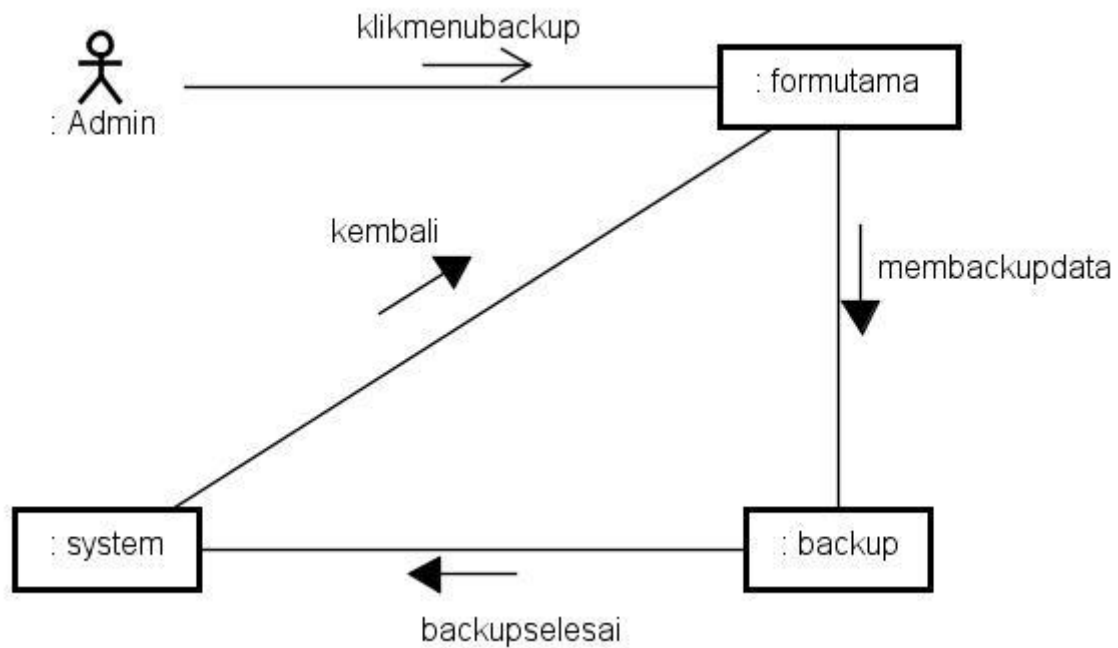 klikmenubackup
: formutama
: Admin
kembali
membackupdata
: system
: backup
backupselesai